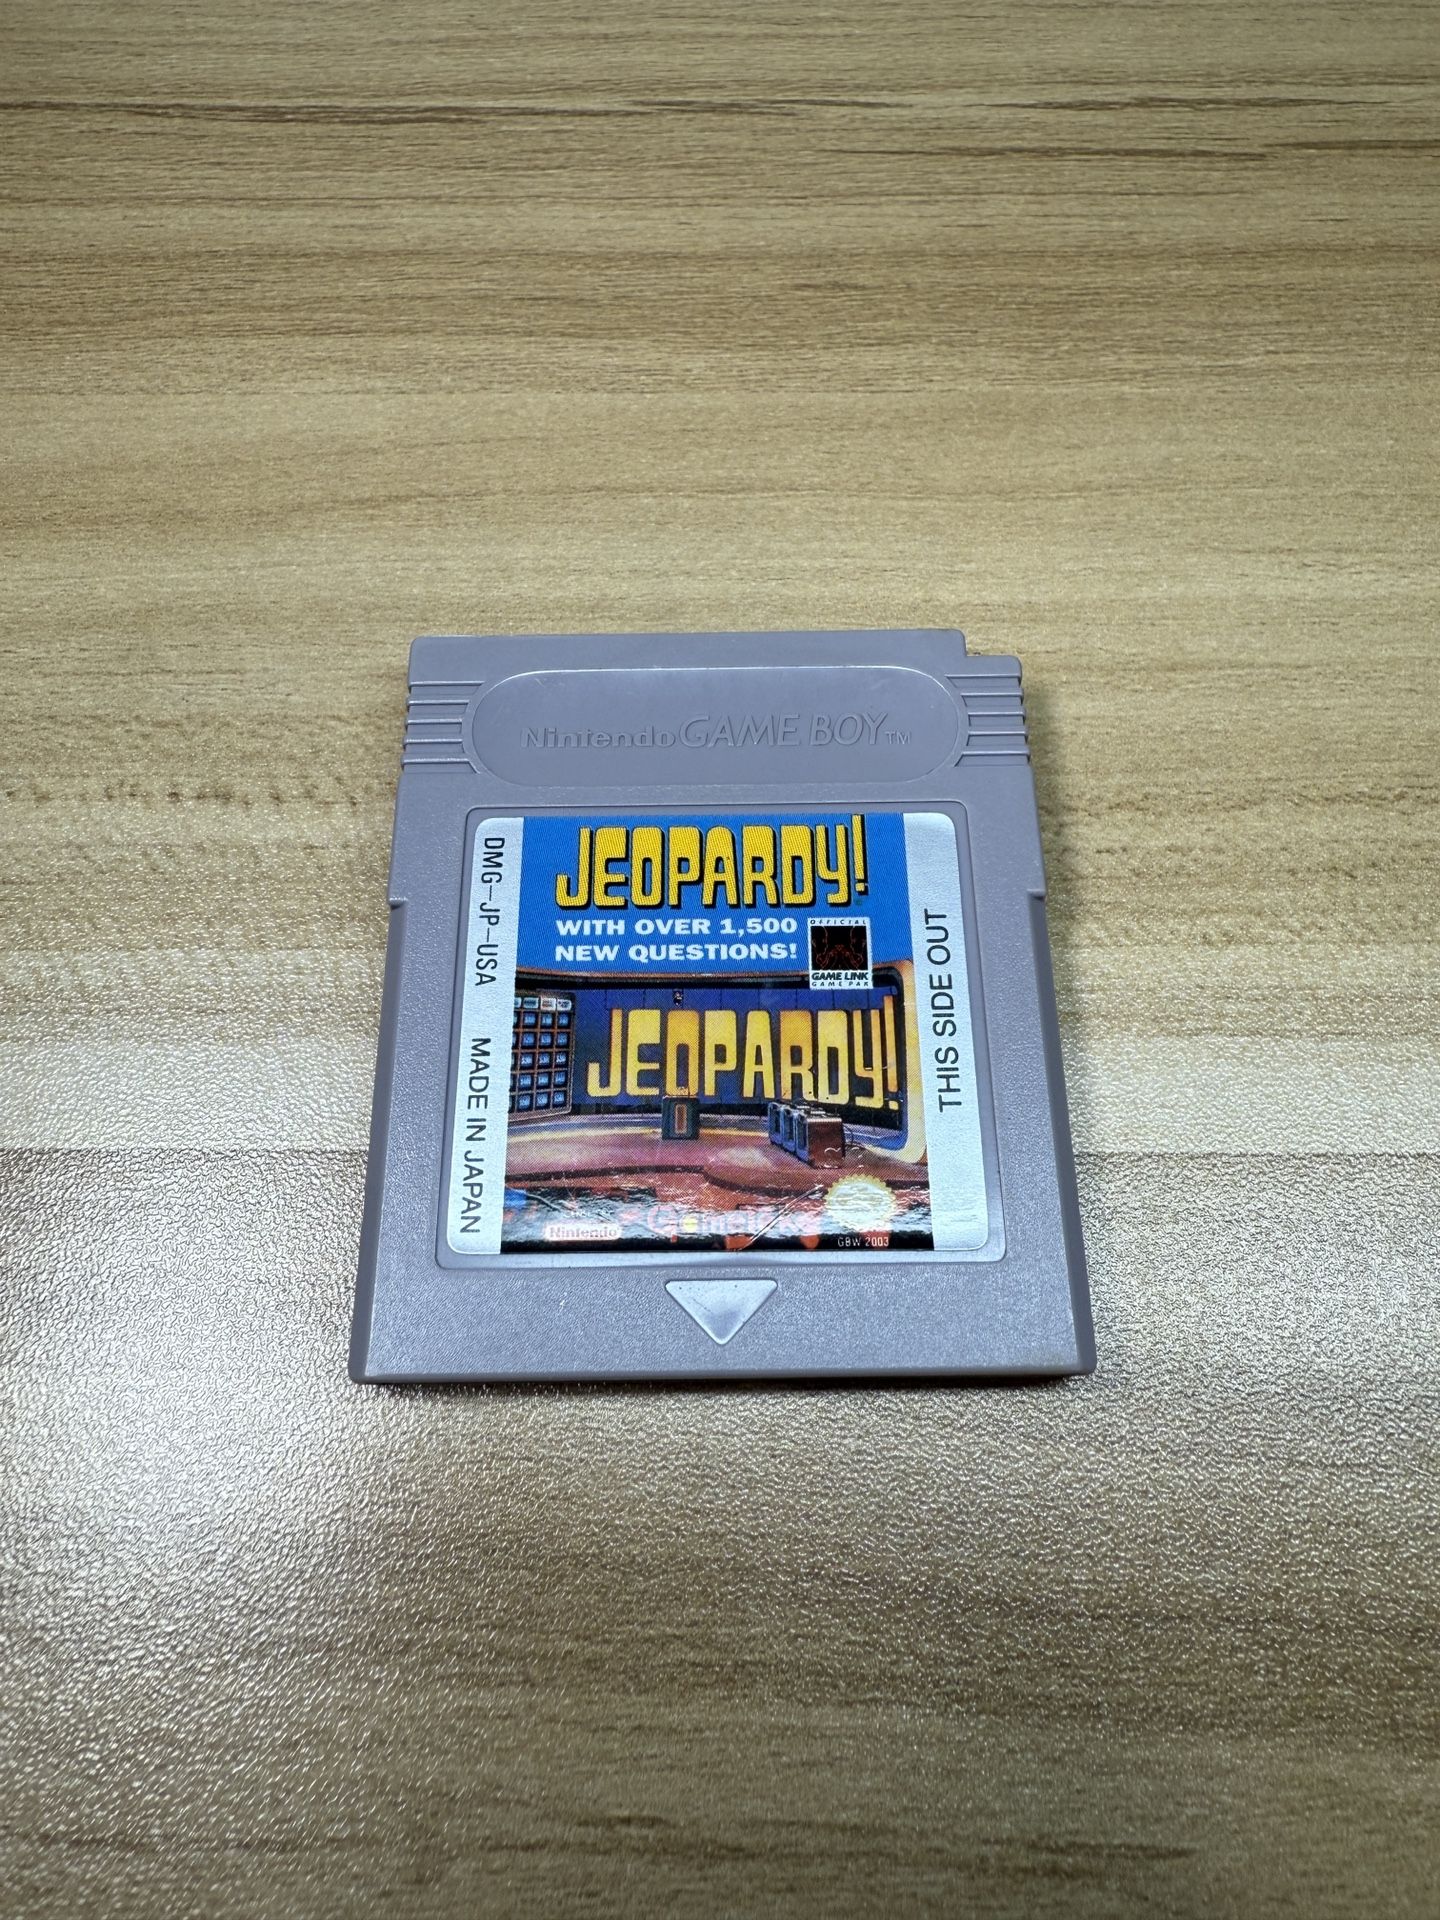 Nintendo GAME BOY TM
JEOPARDY!
WITH OVER 1,500
NEW QUESTIONS!
OFFICIAL
GAME LINK
GAME PAK
JEOPARDY!
Nintendo
Gametek
GBW 2003
DMG-JP-USA MADE IN JAPAN
THIS SIDE OUT